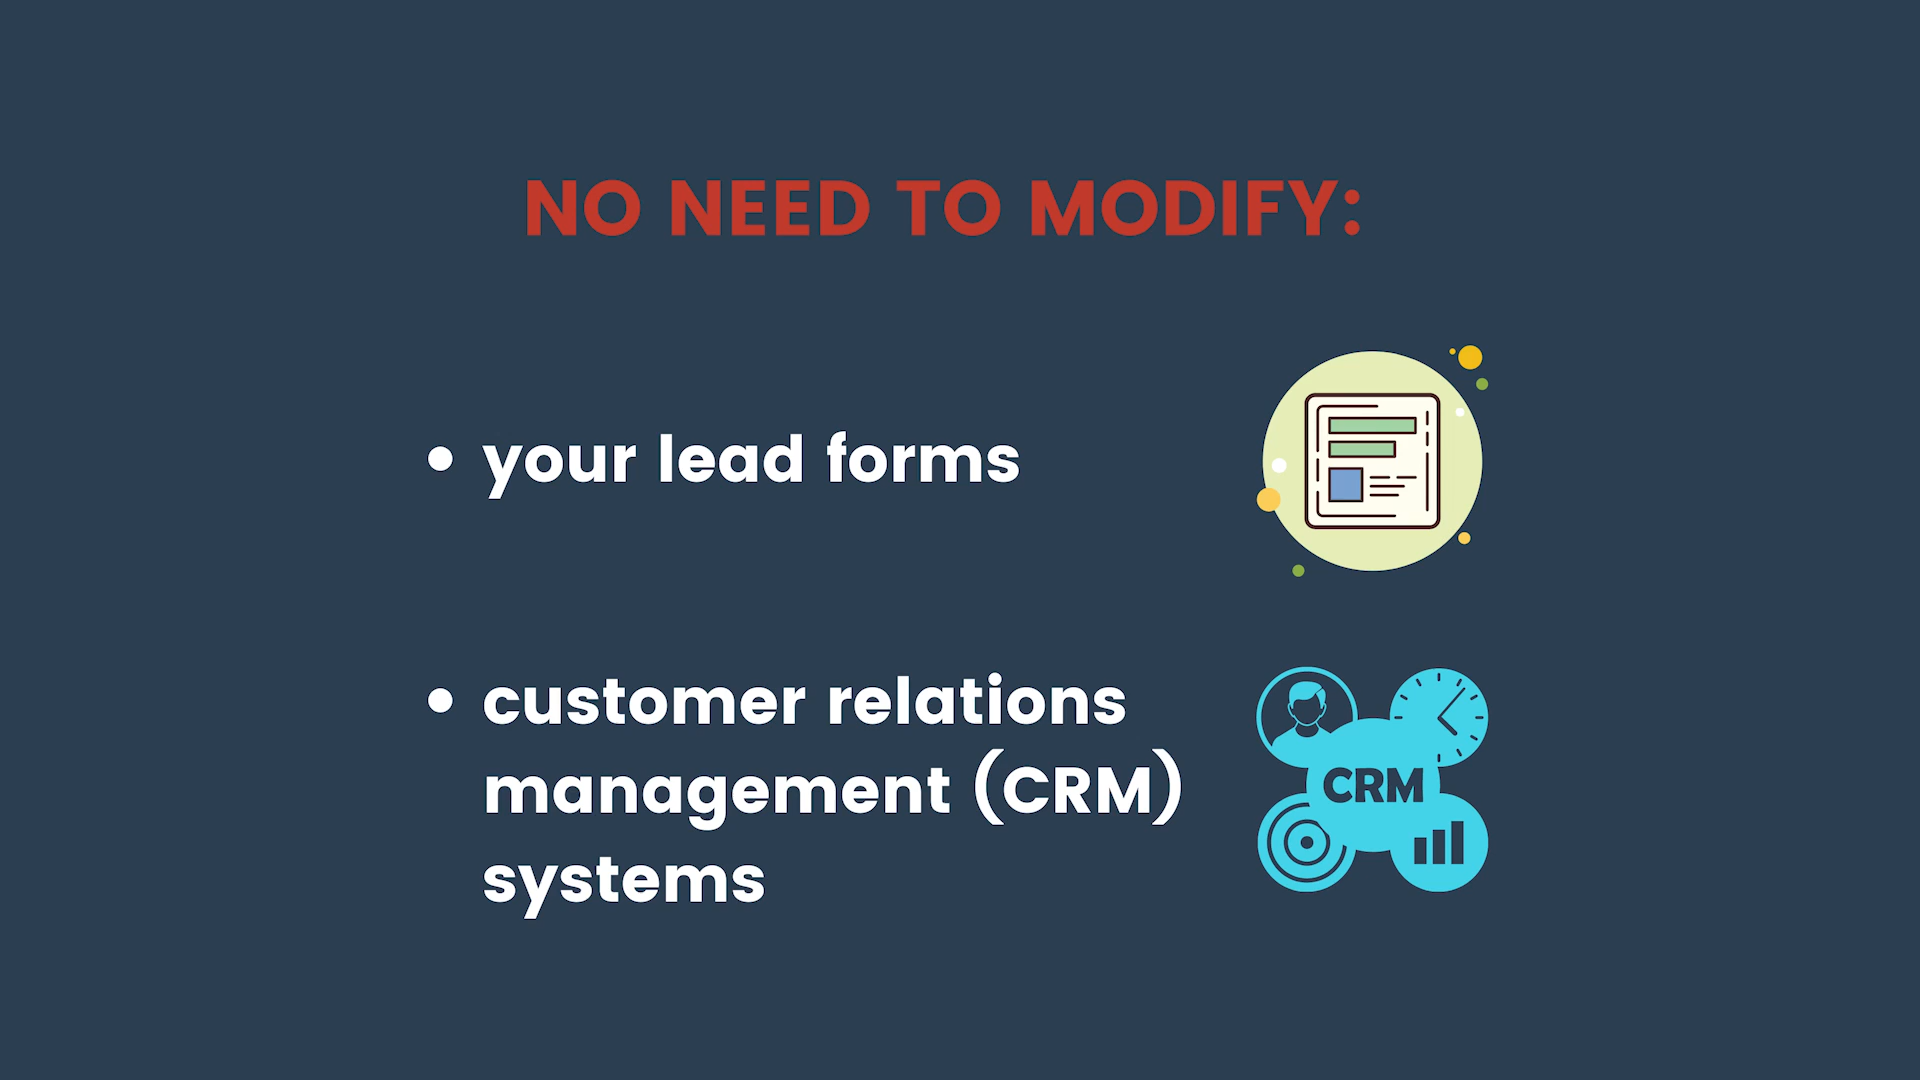 NO NEED TO MODIFY:
• your lead forms
• customer relations
management (CRM)
systems
CRM